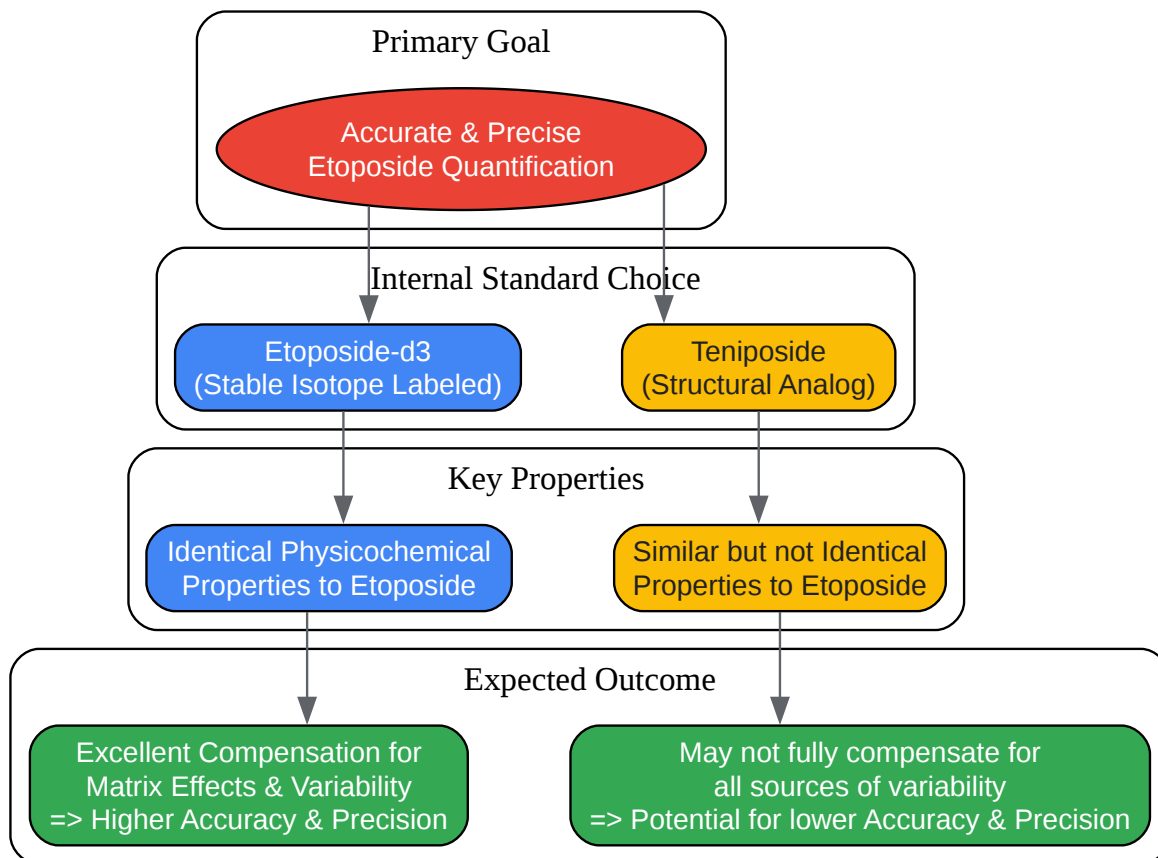 Primary Goal
Accurate & Precise
Etoposide Quantification
Internal Standard Choice
Etoposide-d3
(Stable Isotope Labeled)
Teniposide
(Structural Analog)
Key Properties
Identical Physicochemical
Properties to Etoposide
Similar but not Identical
Properties to Etoposide
Expected Outcome
Excellent Compensation for
Matrix Effects & Variability
=> Higher Accuracy & Precision
May not fully compensate for
all sources of variability
=> Potential for lower Accuracy & Precision